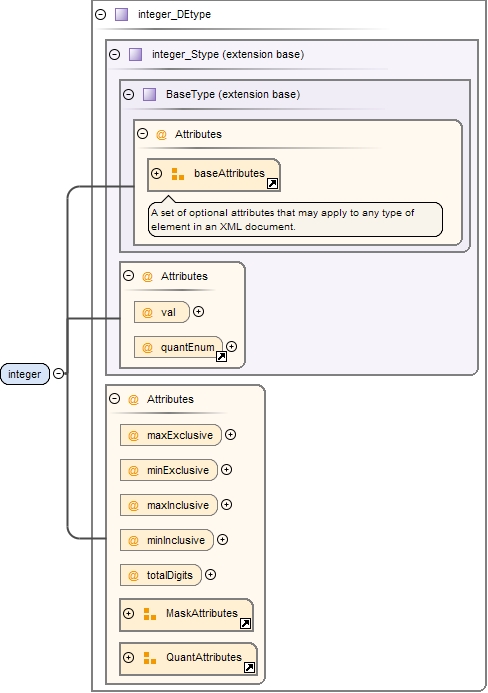 integer_DEtype
integer_Stype (extension base)
BaseType (extension base)
@ Attributes
baseAttributes
A set of optional attributes that may apply to any type of
element in an XML document.
@ Attributes
@ val
@ quantEnum
integer
@ Attributes
@ maxExclusive
@ minExclusive
@ maxInclusive
@ minInclusive
@ totalDigits
MaskAttributes
QuantAttributes